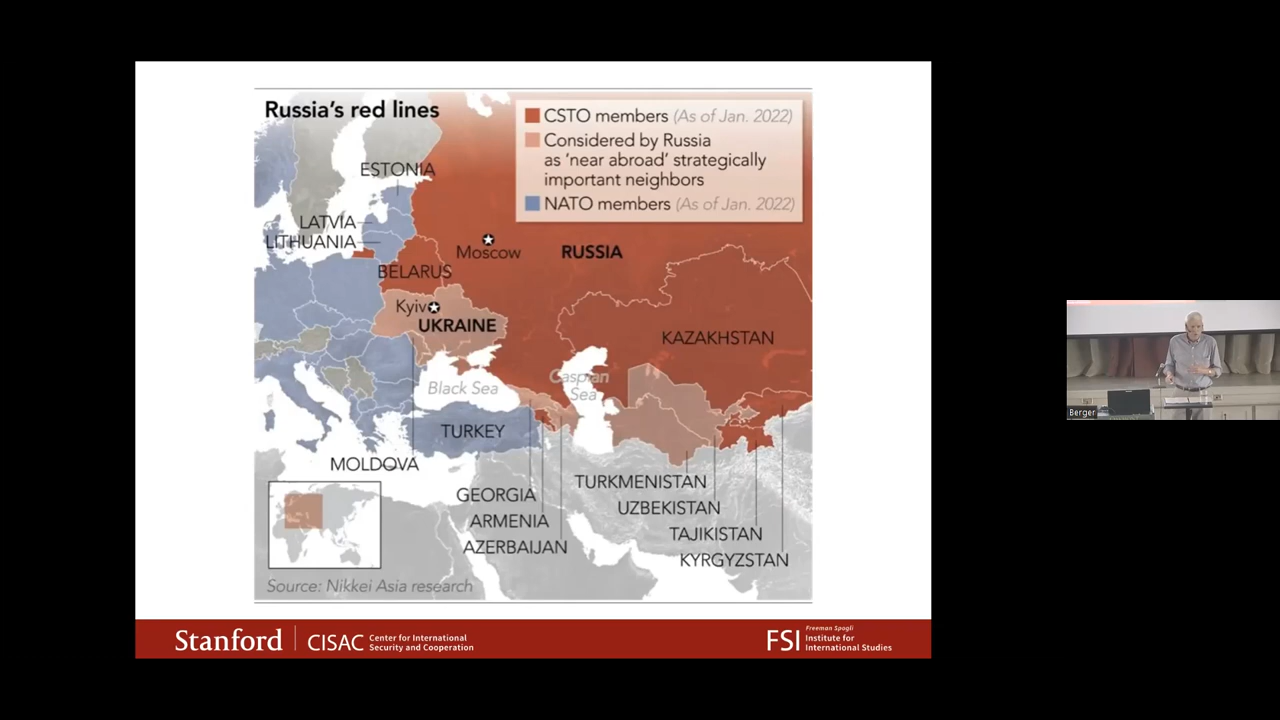 Russia's red lines
CSTO members (As of Jan. 2022)
Considered by Russia
as 'near abroad' strategically
important neighbors
NATO members (As of Jan. 2022)
ESTONIA
LATVIA
LITHUANIA
Moscow
RUSSIA
BELARUS
Kyiv
UKRAINE
KAZAKHSTAN
Black Sea
Caspian
Sea
TURKEY
MOLDOVA
TURKMENISTAN
GEORGIA
UZBEKISTAN
ARMENIA
TAJIKISTAN
AZERBAIJAN
KYRGYZSTAN
Source: Nikkei Asia research
Stanford
CISAC
Center for International
Security and Cooperation
FSI
Freeman Spogli
Institute for
International Studies
Berger